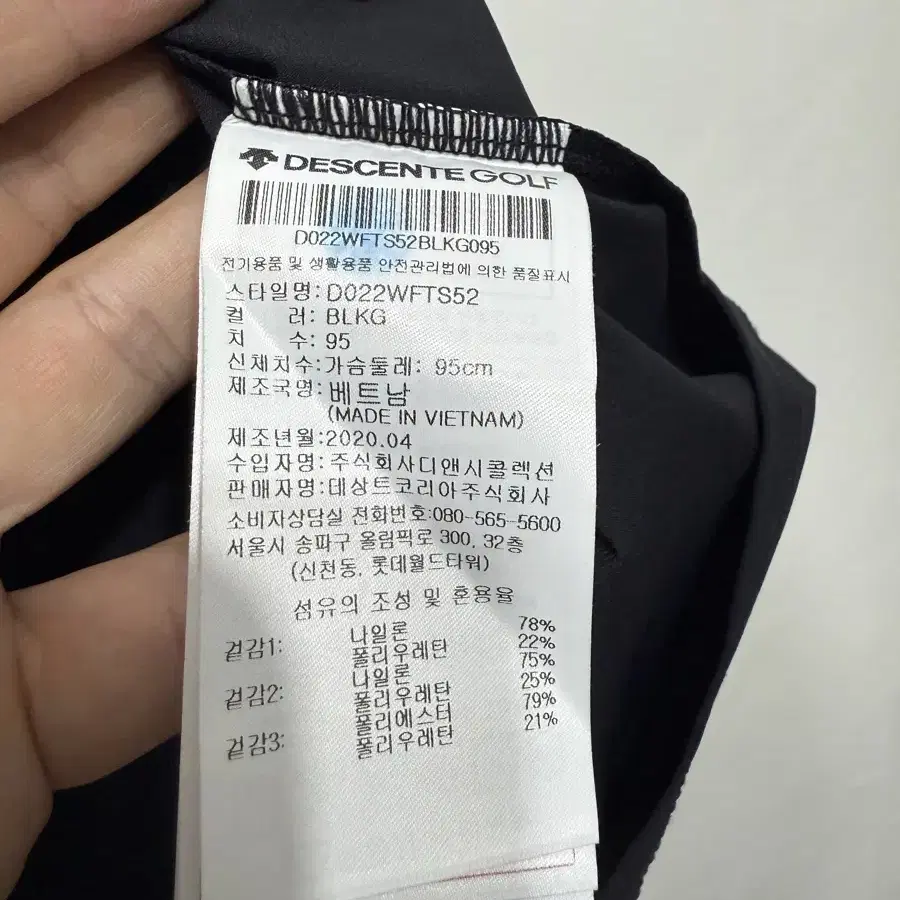 DESCENTE GOLF
D022WFTS52BLKG095
전기용품 및 생활용품 안전관리법에 의한 품질표시
스타일명: D022WFTS52
컬 러: BLKG
치 수: 95
신체치수:가슴둘레: 95cm
제조국명: 베트남
(MADE IN VIETNAM)
제조년월:2020.04
수입자명: 주식회사디앤시콜렉션
판매자명: 데상트코리아주식회사
소비자상담실 전화번호:080-565-5600
서울시 송파구 올림픽로 300, 32층
(신천동, 롯데월드타워)
섬유의 조성 및 혼용율
겉감1: 나일론 78%
폴리우레탄 22%
겉감2: 나일론 75%
폴리우레탄 25%
겉감3: 폴리에스터 79%
폴리우레탄 21%